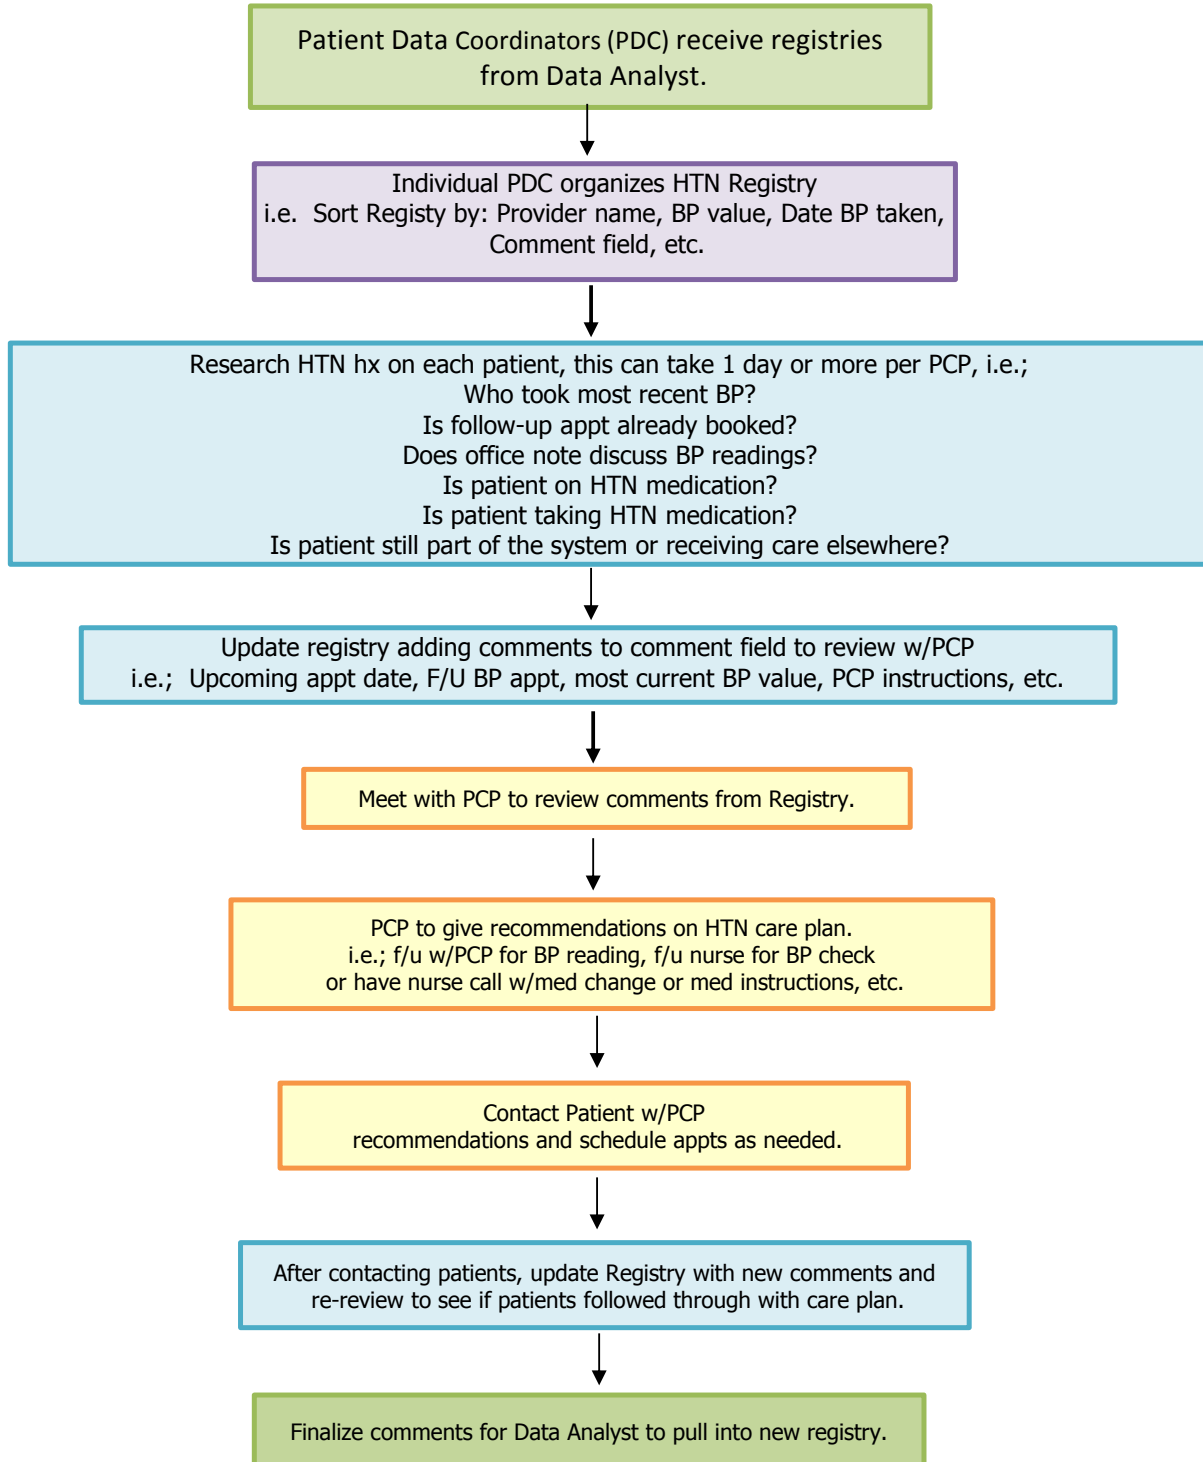 Patient Data Coordinators (PDC) receive registries
from Data Analyst.
Individual PDC organizes HTN Registry
i.e.  Sort Registy by: Provider name, BP value, Date BP taken,
Comment field, etc.
Research HTN hx on each patient, this can take 1 day or more per PCP, i.e.;
Who took most recent BP?
Is follow-up appt already booked?
Does office note discuss BP readings?
Is patient on HTN medication?
Is patient taking HTN medication?
Is patient still part of the system or receiving care elsewhere?
Update registry adding comments to comment field to review w/PCP
i.e.;  Upcoming appt date, F/U BP appt, most current BP value, PCP instructions, etc.
Meet with PCP to review comments from Registry.
PCP to give recommendations on HTN care plan.
i.e.; f/u w/PCP for BP reading, f/u nurse for BP check
or have nurse call w/med change or med instructions, etc.
Contact Patient w/PCP
recommendations and schedule appts as needed.
After contacting patients, update Registry with new comments and
re-review to see if patients followed through with care plan.
Finalize comments for Data Analyst to pull into new registry.